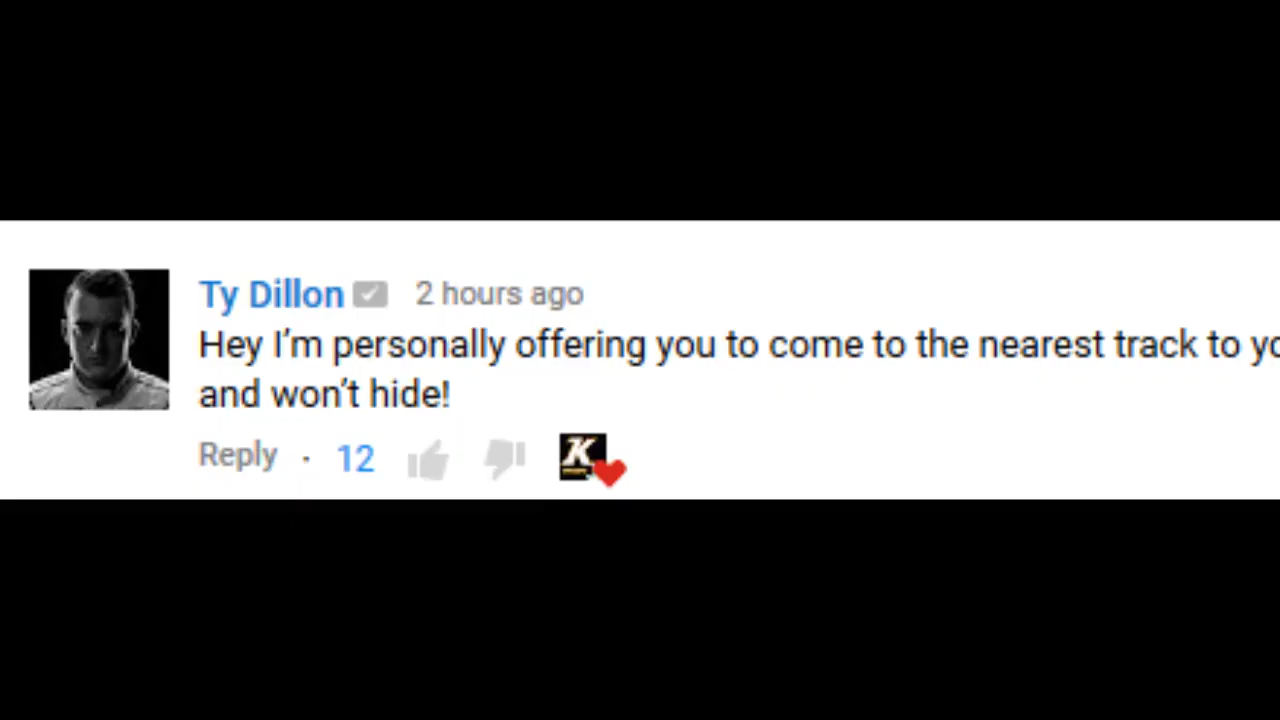 Ty Dillon 2 hours ago
Hey I’m personally offering you to come to the nearest track to
and won’t hide!
Reply · 12
K